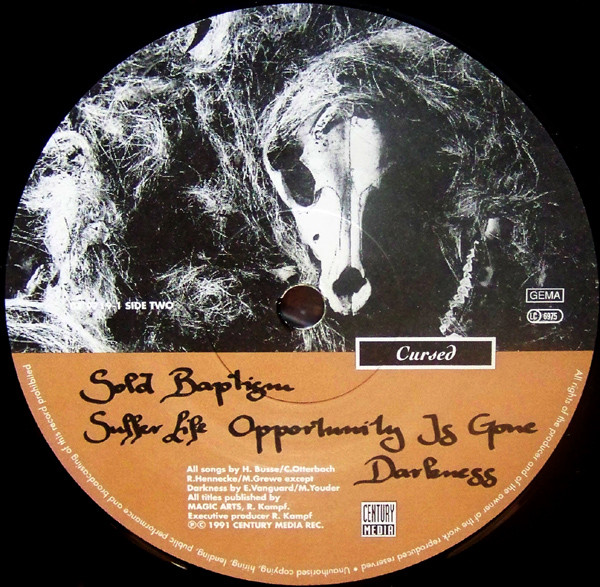 SIDE TWO
GEMA
LC 6975
Cursed
Sold Baptism
Suffer Life Opportunity Is Gone
Darkness
All songs by H. Busse/C.Otterbach
R.Hennecke/M.Grewe except
Darkness by E.Vanguard/M.Youder
All titles published by
MAGIC ARTS, R. Kampf.
Executive producer R. Kampf
℗© 1991 CENTURY MEDIA REC.
CENTURY
MEDIA
All rights of the producer and of the owner of the work reproduced reserved • Unauthorised copying, hiring, lending, public performance and broadcasting of this record prohibited